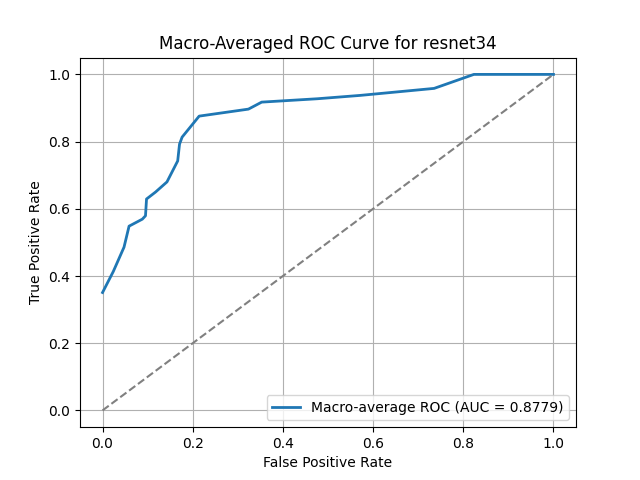 Macro-Averaged ROC Curve for resnet34
True Positive Rate
1.0
0.8
0.6
0.4
0.2
0.0
Macro-average ROC (AUC = 0.8779)
0.0 0.2 0.4 0.6 0.8 1.0
False Positive Rate